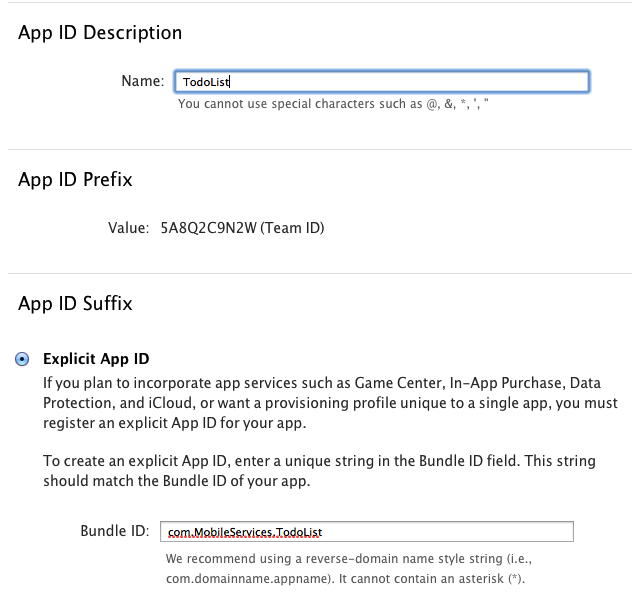 App ID Description
Name: TodoList
You cannot use special characters such as @, &, *, ', "
App ID Prefix
Value: 5A8Q2C9N2W (Team ID)
App ID Suffix
Explicit App ID
If you plan to incorporate app services such as Game Center, In-App Purchase, Data
Protection, and iCloud, or want a provisioning profile unique to a single app, you must
register an explicit App ID for your app.
To create an explicit App ID, enter a unique string in the Bundle ID field. This string
should match the Bundle ID of your app.
Bundle ID: com.MobileServices.TodoList
We recommend using a reverse-domain name style string (i.e.,
com.domainname.appname). It cannot contain an asterisk (*).